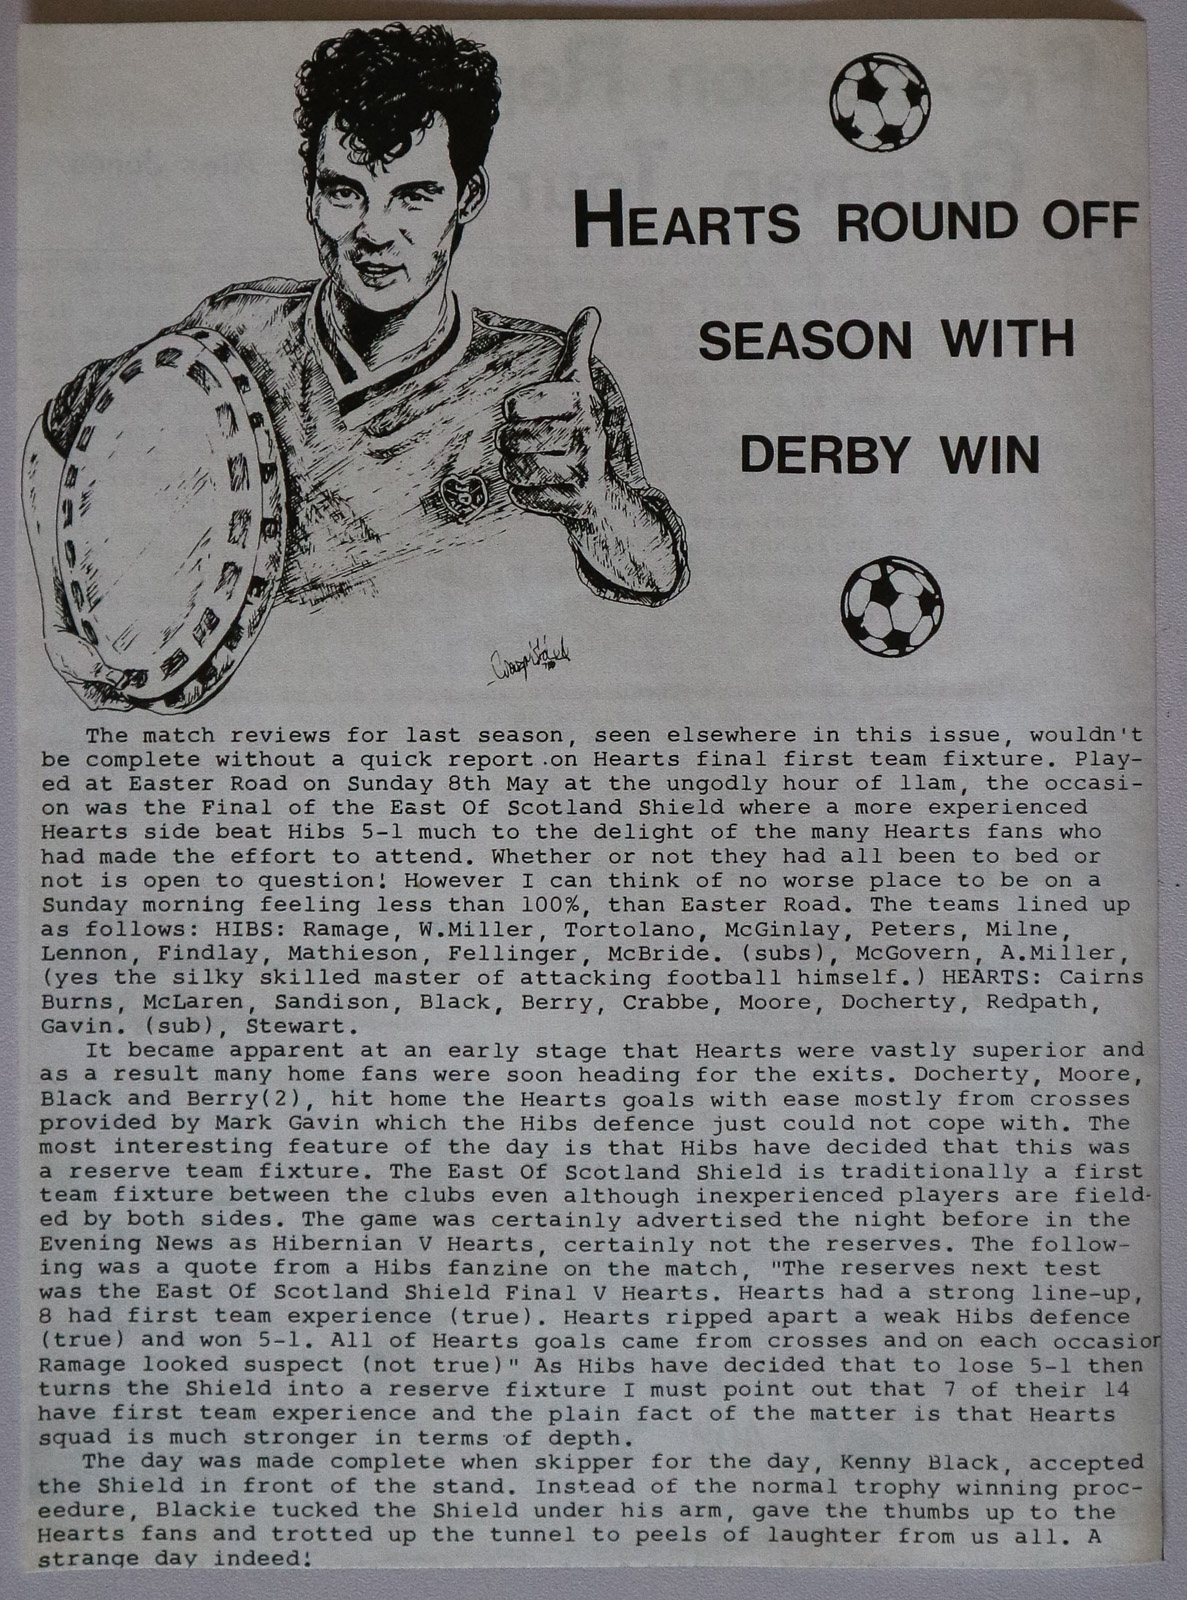 HEARTS ROUND OFF
SEASON WITH
DERBY WIN
The match reviews for last season, seen elsewhere in this issue, wouldn't
be complete without a quick report on Hearts final first team fixture. Play-
ed at Easter Road on Sunday 8th May at the ungodly hour of 11am, the occasi-
on was the Final of the East Of Scotland Shield where a more experienced
Hearts side beat Hibs 5-1 much to the delight of the many Hearts fans who
had made the effort to attend. Whether or not they had all been to bed or
not is open to question! However I can think of no worse place to be on a
Sunday morning feeling less than 100%, than Easter Road. The teams lined up
as follows: HIBS: Ramage, W.Miller, Tortolano, McGinlay, Peters, Milne,
Lennon, Findlay, Mathieson, Fellinger, McBride. (subs), McGovern, A.Miller,
(yes the silky skilled master of attacking football himself.) HEARTS: Cairns
Burns, McLaren, Sandison, Black, Berry, Crabbe, Moore, Docherty, Redpath,
Gavin. (sub), Stewart.
It became apparent at an early stage that Hearts were vastly superior and
as a result many home fans were soon heading for the exits. Docherty, Moore,
Black and Berry(2), hit home the Hearts goals with ease mostly from crosses
provided by Mark Gavin which the Hibs defence just could not cope with. The
most interesting feature of the day is that Hibs have decided that this was
a reserve team fixture. The East Of Scotland Shield is traditionally a first
team fixture between the clubs even although inexperienced players are field-
ed by both sides. The game was certainly advertised the night before in the
Evening News as Hibernian V Hearts, certainly not the reserves. The follow-
ing was a quote from a Hibs fanzine on the match, "The reserves next test
was the East Of Scotland Shield Final V Hearts. Hearts had a strong line-up,
8 had first team experience (true). Hearts ripped apart a weak Hibs defence
(true) and won 5-1. All of Hearts goals came from crosses and on each occasion
Ramage looked suspect (not true)" As Hibs have decided that to lose 5-1 then
turns the Shield into a reserve fixture I must point out that 7 of their 14
have first team experience and the plain fact of the matter is that Hearts
squad is much stronger in terms of depth.
The day was made complete when skipper for the day, Kenny Black, accepted
the Shield in front of the stand. Instead of the normal trophy winning proc-
eedure, Blackie tucked the Shield under his arm, gave the thumbs up to the
Hearts fans and trotted up the tunnel to peels of laughter from us all. A
strange day indeed!